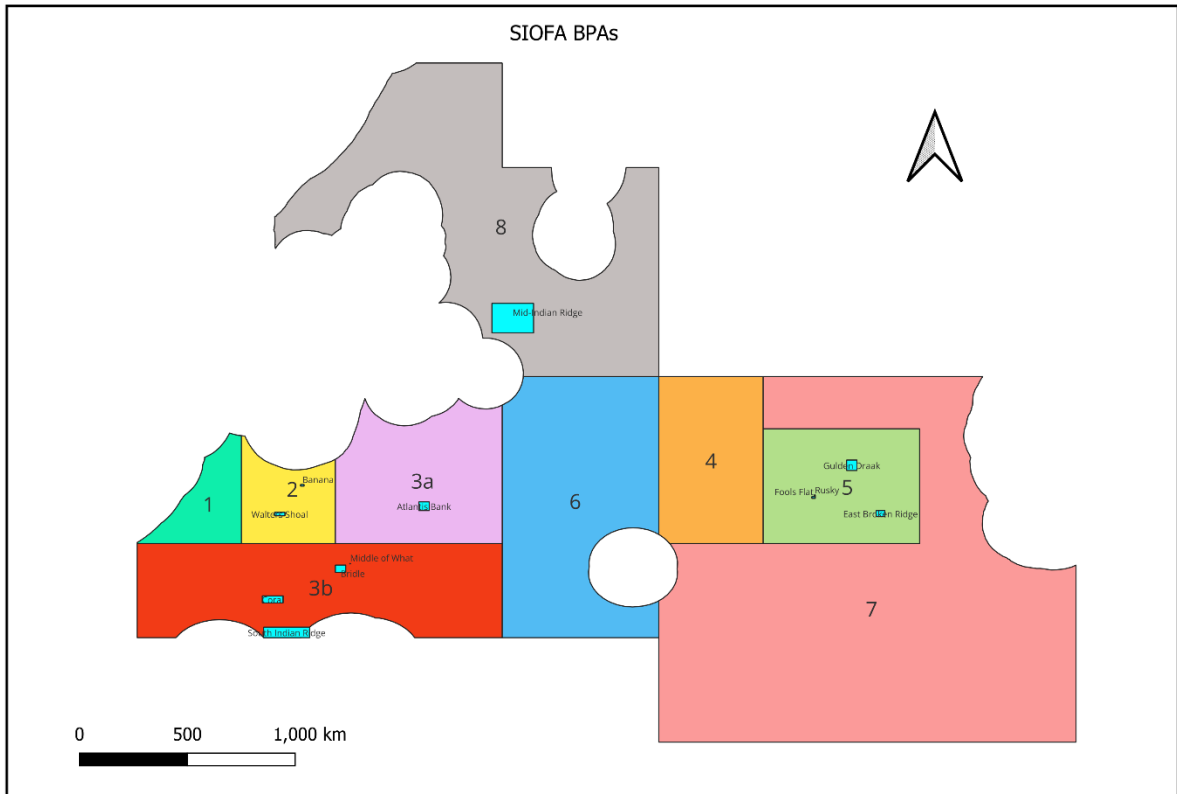 SIOFA BPAs
8
Mid-Indian Ridge
3a
4
2
Banana
Gulden Draak
5
Fools Flat
Rusky
1
Walters Shoal
Atlantis Bank
6
East Broken Ridge
Middle of What
Bridle
3b
Coral
7
South Indian Ridge
0 500 1,000 km